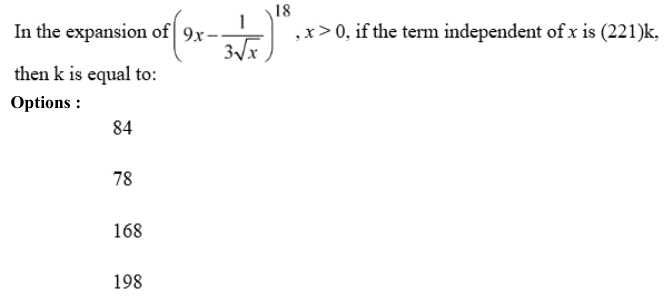 In the expansion of (9x − 1/(3√x))^18, x > 0, if the term independent of x is (221)k,
then k is equal to:
Options :
84
78
168
198